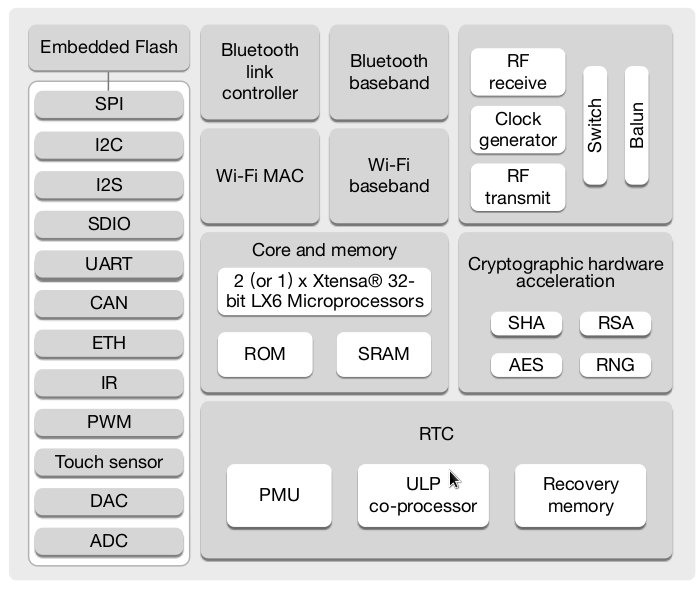 Embedded Flash
SPI
I2C
I2S
SDIO
UART
CAN
ETH
IR
PWM
Touch sensor
DAC
ADC
Bluetooth
link
controller
Bluetooth
baseband
Wi-Fi MAC
Wi-Fi
baseband
RF
receive
Clock
generator
RF
transmit
Switch
Balun
Core and memory
2 (or 1) x Xtensa® 32-
bit LX6 Microprocessors
ROM
SRAM
Cryptographic hardware
acceleration
SHA
RSA
AES
RNG
RTC
PMU
ULP
co-processor
Recovery
memory